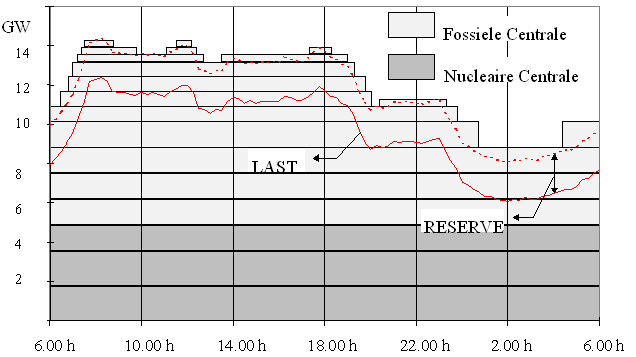 GW
14
12
10
8
6
4
2
Fossiele Centrale
Nucleaire Centrale
LAST
RESERVE
6.00 h 10.00 h 14.00 h 18.00 h 22.00 h 2.00 h 6.00 h